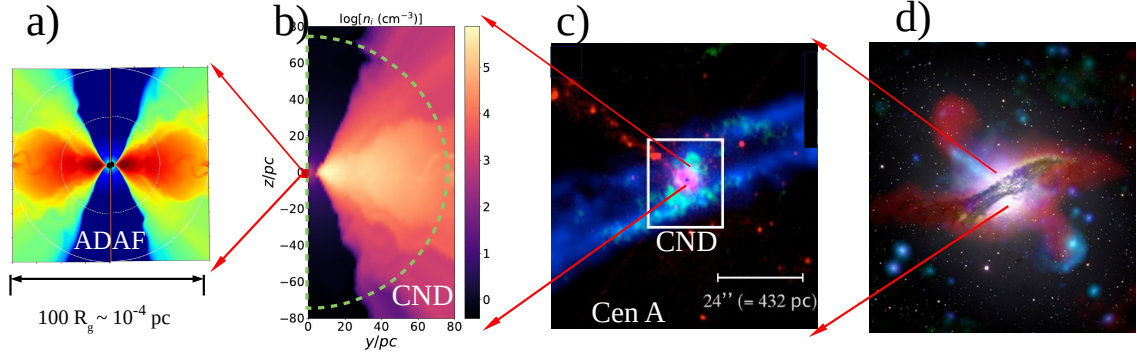 a)
ADAF
100 R_g ~ 10^-4 pc
b)
log[n_i (cm^-3)]
80
60
40
20
0
−20
−40
−60
−80
z/pc
0
20
40
60
80
y/pc
CND
5
4
3
2
1
0
c)
CND
24’’ (= 432 pc)
Cen A
d)